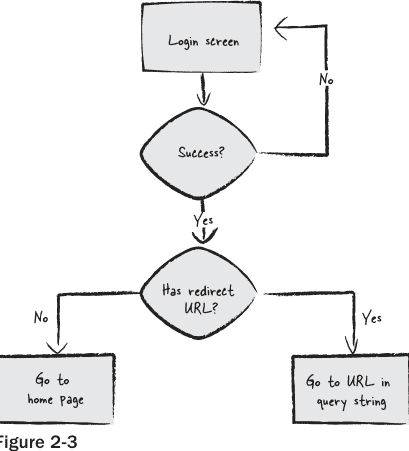 Login screen
No
Success?
Yes
Has redirect
URL?
No
Yes
Go to
home page
Go to URL in
query string
Figure 2-3